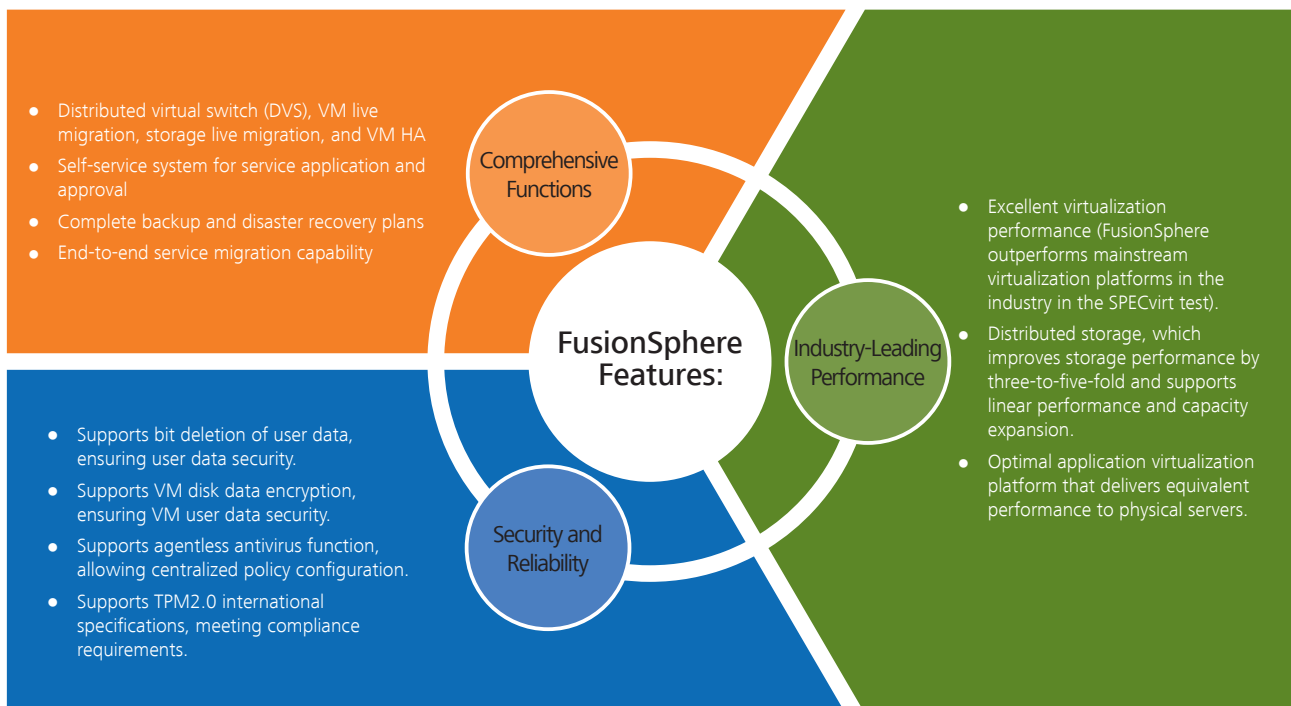 ● Distributed virtual switch (DVS), VM live
migration, storage live migration, and VM HA
● Self-service system for service application and
approval
● Complete backup and disaster recovery plans
● End-to-end service migration capability
Comprehensive
Functions
FusionSphere
Features:
Industry-Leading
Performance
● Excellent virtualization
performance (FusionSphere
outperforms mainstream
virtualization platforms in the
industry in the SPECvirt test).
● Distributed storage, which
improves storage performance by
three-to-five-fold and supports
linear performance and capacity
expansion.
● Optimal application virtualization
platform that delivers equivalent
performance to physical servers.
● Supports bit deletion of user data,
ensuring user data security.
● Supports VM disk data encryption,
ensuring VM user data security.
● Supports agentless antivirus function,
allowing centralized policy configuration.
● Supports TPM2.0 international
specifications, meeting compliance
requirements.
Security and
Reliability